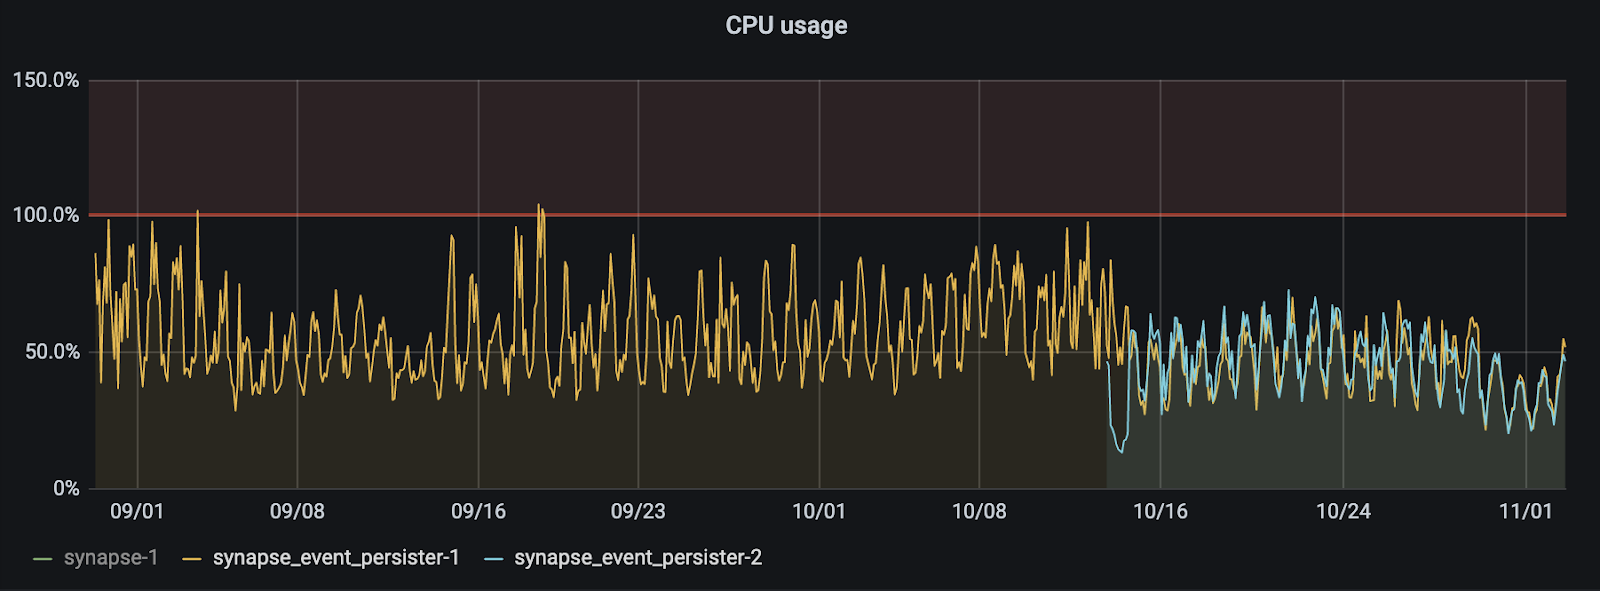 CPU usage
150.0%
100.0%
50.0%
0%
09/01 09/08 09/16 09/23 10/01 10/08 10/16 10/24 11/01
synapse-1 synapse_event_persister-1 synapse_event_persister-2